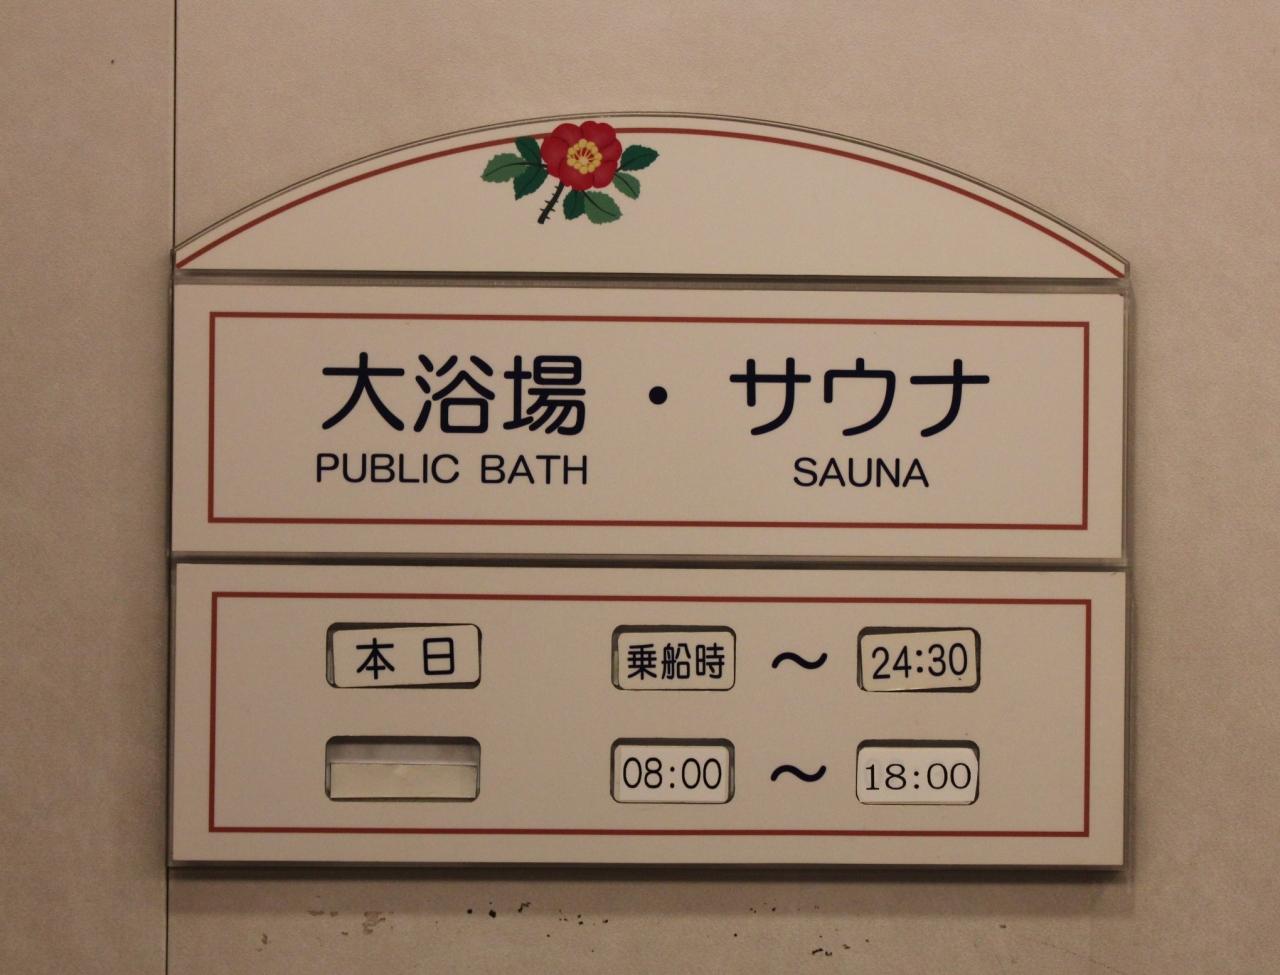 大浴場・サウナ
PUBLIC BATH SAUNA
本日 乗船時 〜 24:30
08:00 〜 18:00